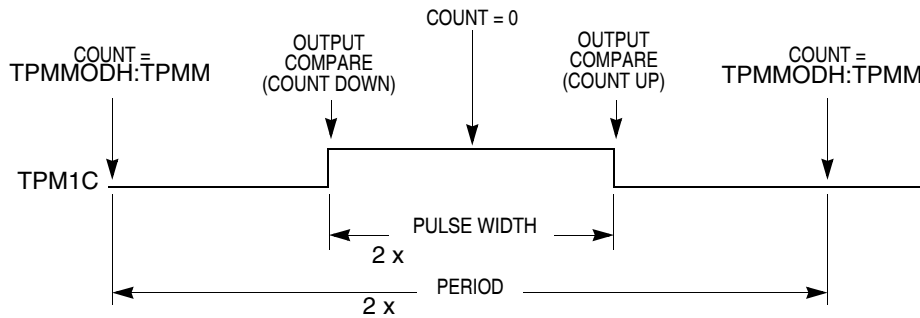 COUNT = 0
COUNT =
TPMMODH:TPMM
OUTPUT
COMPARE
(COUNT DOWN)
OUTPUT
COMPARE
(COUNT UP)
COUNT =
TPMMODH:TPMM
TPM1C
PULSE WIDTH
2 x
PERIOD
2 x